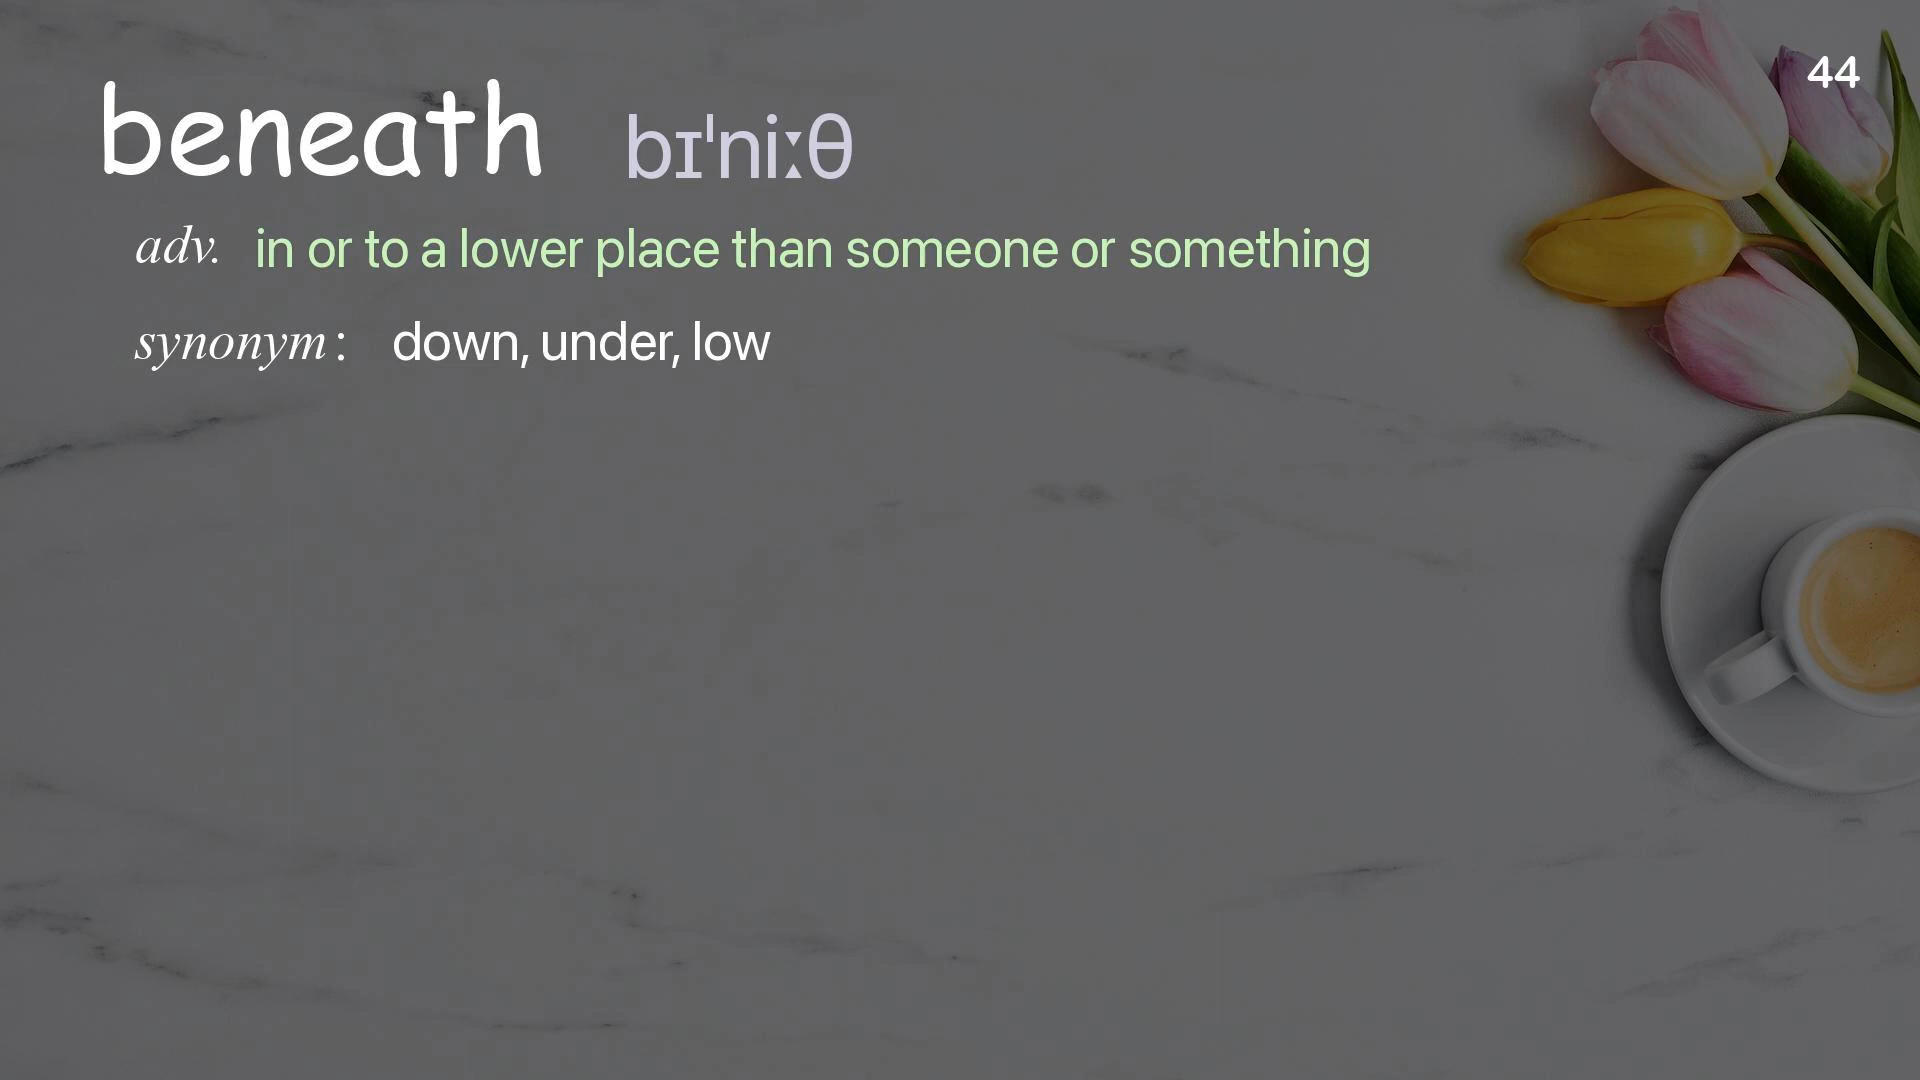 44
beneath bɪˈniːθ
adv. in or to a lower place than someone or something
synonym : down, under, low